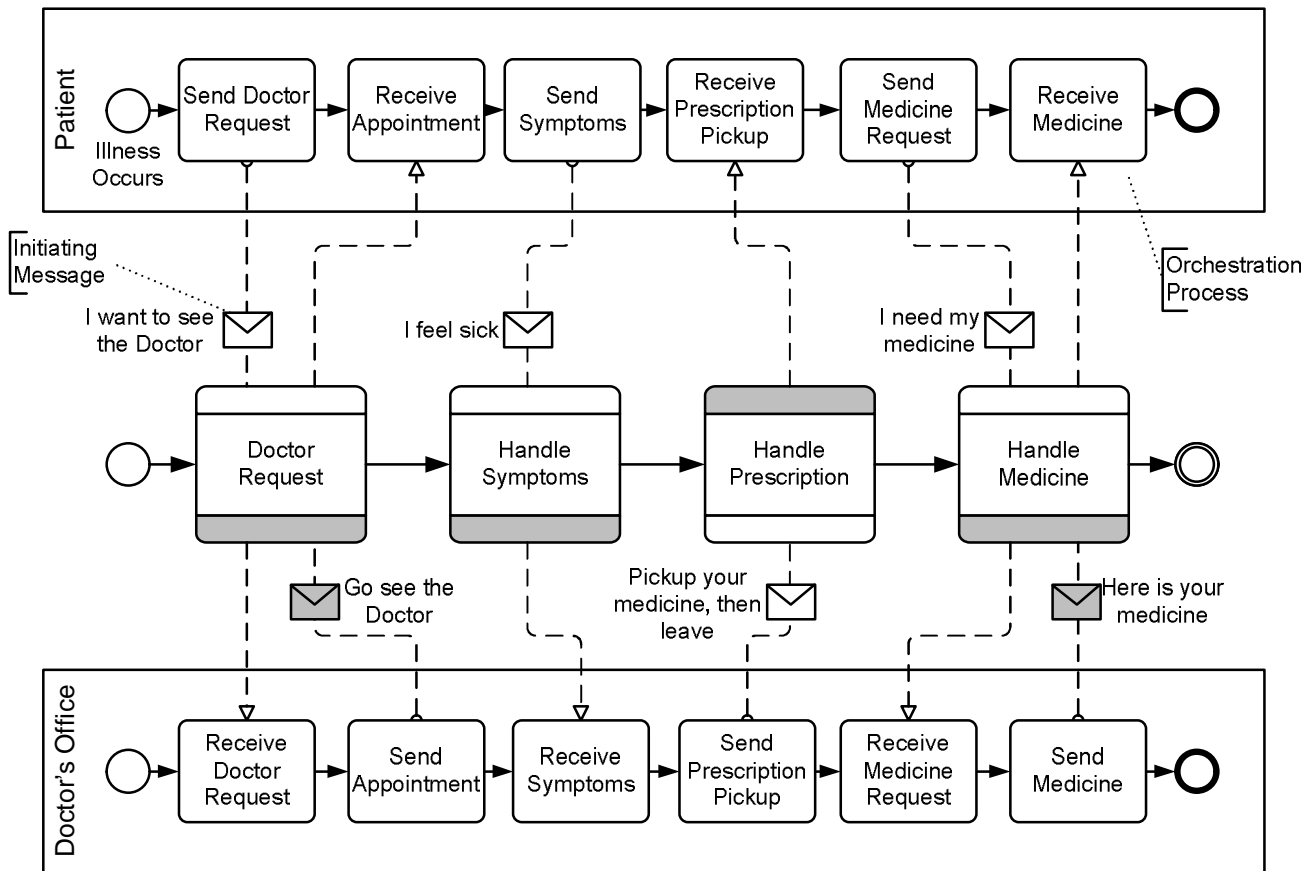 Patient
Send Doctor
Request
Receive
Appointment
Send
Symptoms
Receive
Prescription
Pickup
Send
Medicine
Request
Receive
Medicine
Illness
Occurs
Initiating
Message
Orchestration
Process
I want to see
the Doctor
I feel sick
I need my
medicine
Doctor
Request
Handle
Symptoms
Handle
Prescription
Handle
Medicine
Go see the
Doctor
Pickup your
medicine, then
leave
Here is your
medicine
Doctor's Office
Receive
Doctor
Request
Send
Appointment
Receive
Symptoms
Send
Prescription
Pickup
Receive
Medicine
Request
Send
Medicine